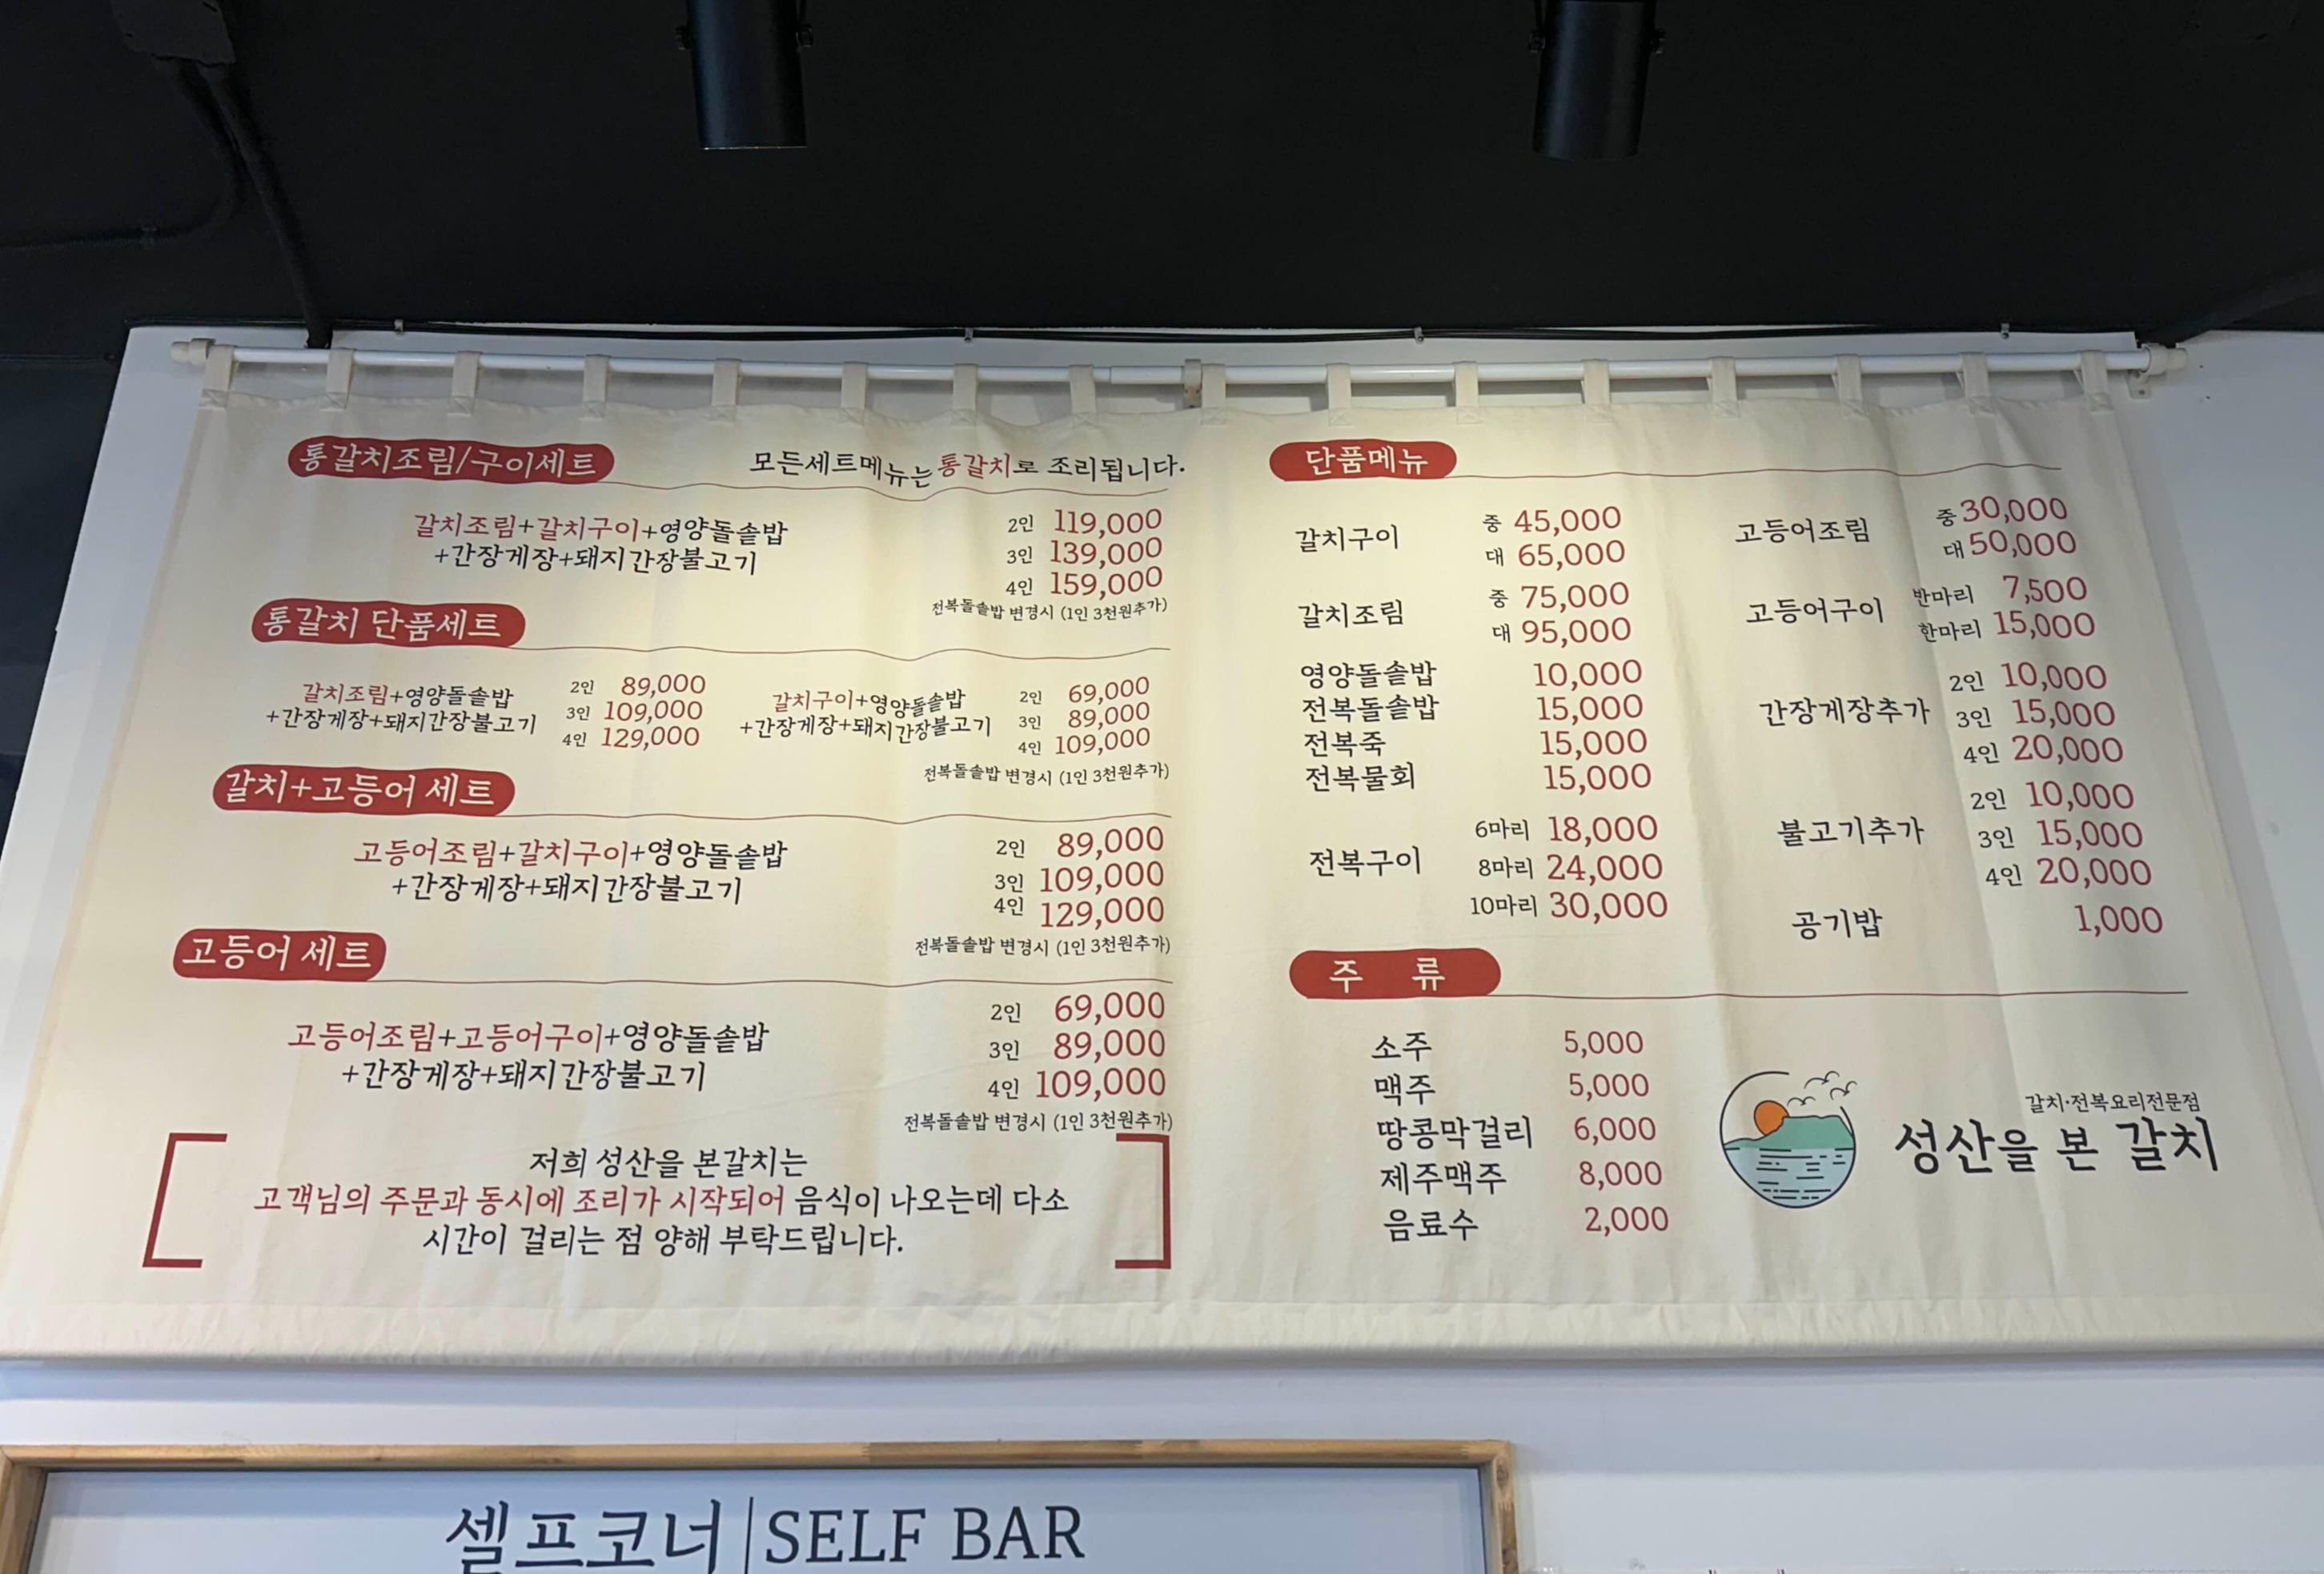 통갈치조림/구이세트
모든세트메뉴는 통갈치로 조리됩니다.
갈치조림+갈치구이+영양돌솥밥
+간장게장+돼지간장불고기
2인 119,000
3인 139,000
4인 159,000
전복돌솥밥 변경시 (1인 3천원추가)
통갈치 단품세트
갈치조림+영양돌솥밥
+간장게장+돼지간장불고기
2인 89,000
3인 109,000
4인 129,000
갈치구이+영양돌솥밥
+간장게장+돼지간장불고기
2인 69,000
3인 89,000
4인 109,000
전복돌솥밥 변경시 (1인 3천원추가)
갈치+고등어 세트
고등어조림+갈치구이+영양돌솥밥
+간장게장+돼지간장불고기
2인 89,000
3인 109,000
4인 129,000
전복돌솥밥 변경시 (1인 3천원추가)
고등어 세트
고등어조림+고등어구이+영양돌솥밥
+간장게장+돼지간장불고기
2인 69,000
3인 89,000
4인 109,000
전복돌솥밥 변경시 (1인 3천원추가)
저희 성산을 본갈치는
고객님의 주문과 동시에 조리가 시작되어 음식이 나오는데 다소
시간이 걸리는 점 양해 부탁드립니다.
단품메뉴
갈치구이
중 45,000
대 65,000
갈치조림
중 75,000
대 95,000
영양돌솥밥 10,000
전복돌솥밥 15,000
전복죽 15,000
전복물회 15,000
전복구이
6마리 18,000
8마리 24,000
10마리 30,000
고등어조림
중 30,000
대 50,000
고등어구이
반마리 7,500
한마리 15,000
간장게장추가
2인 10,000
3인 15,000
4인 20,000
불고기추가
2인 10,000
3인 15,000
4인 20,000
공기밥 1,000
주 류
소주 5,000
맥주 5,000
땅콩막걸리 6,000
제주맥주 8,000
음료수 2,000
갈치·전복요리전문점
성산을 본 갈치
셀프코너 | SELF BAR